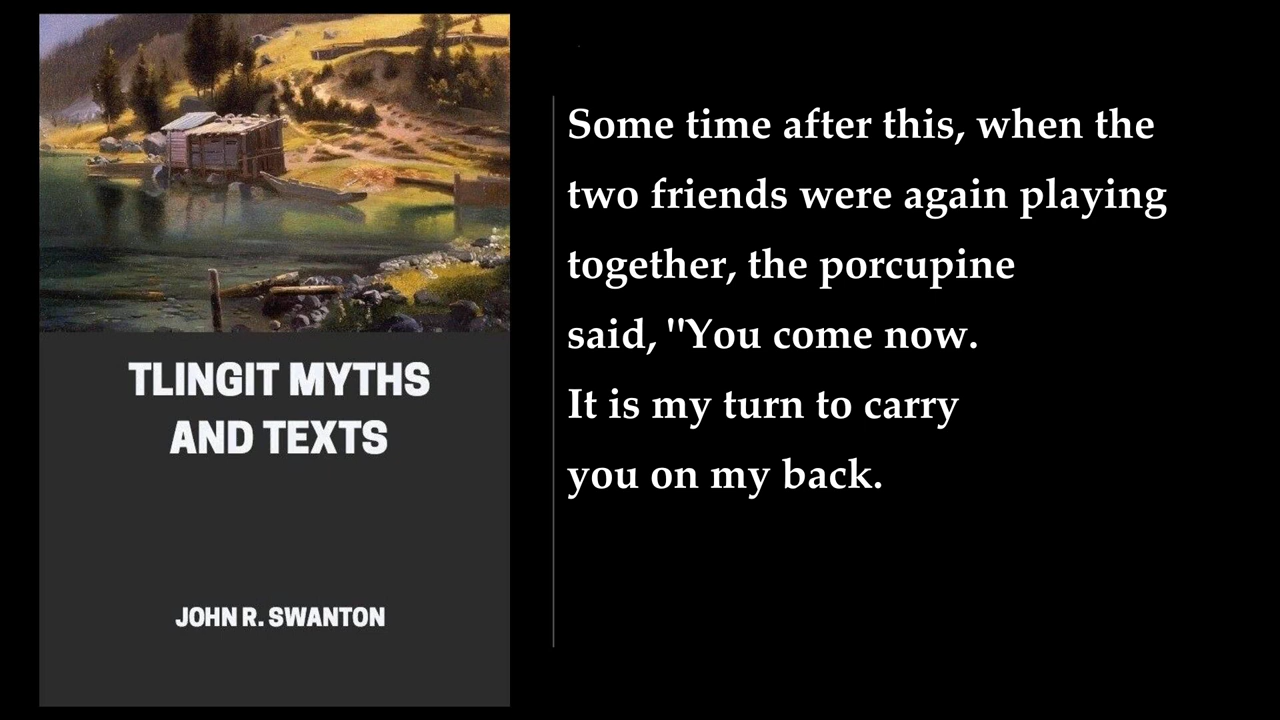 TLINGIT MYTHS
AND TEXTS
JOHN R. SWANTON
Some time after this, when the
two friends were again playing
together, the porcupine
said, "You come now.
It is my turn to carry
you on my back.